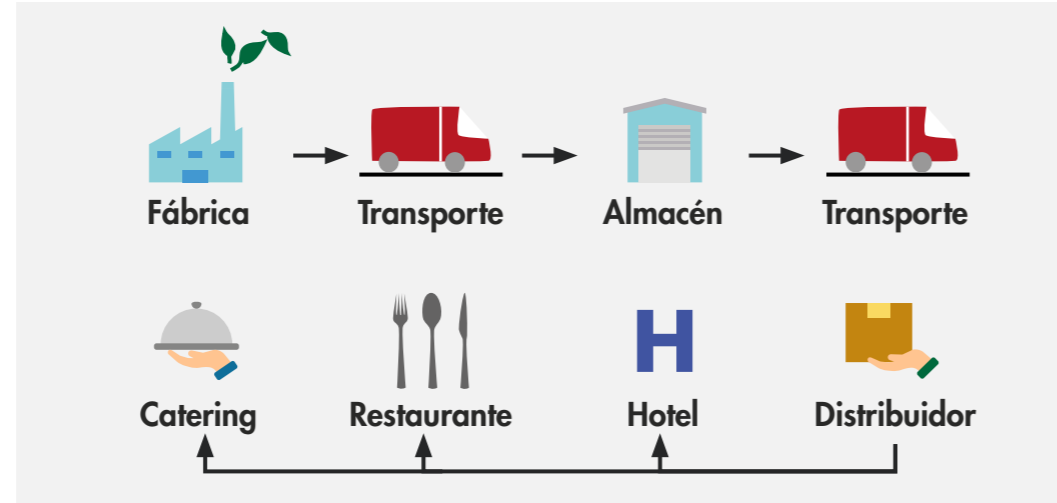 Fábrica
Transporte
Almacén
Transporte
H
Catering
Restaurante
Hotel
Distribuidor